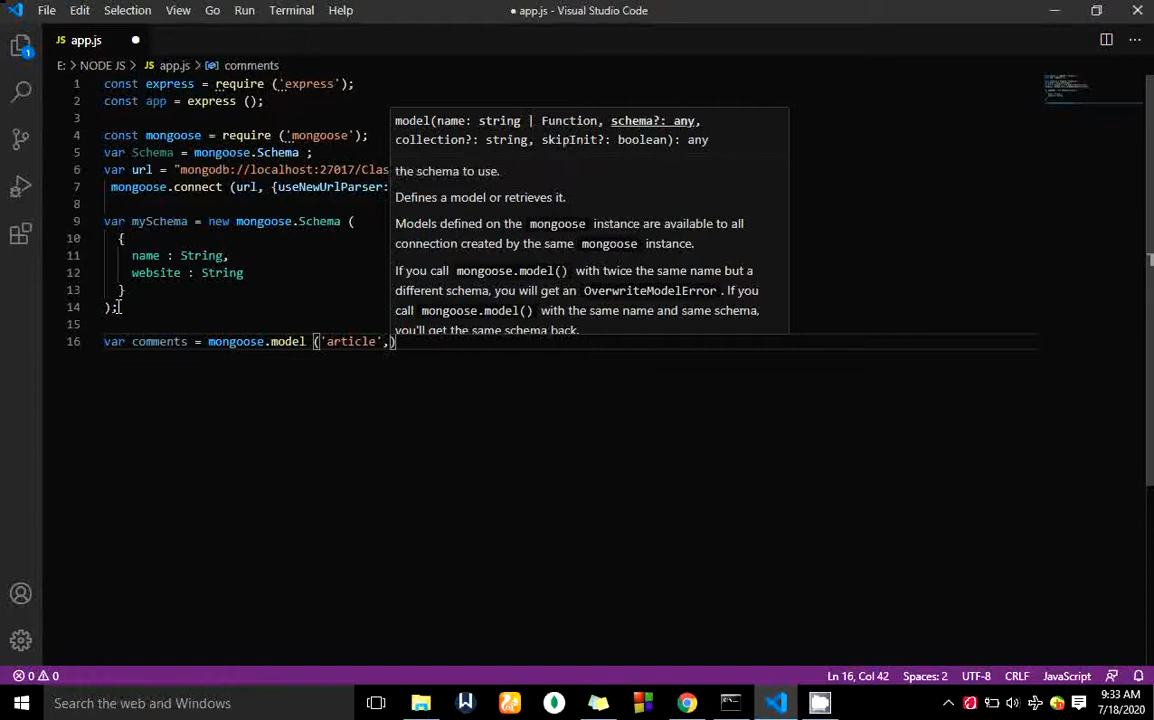 File Edit Selection View Go Run Terminal Help
● app.js - Visual Studio Code
JS app.js ●
E: > NODE JS > JS app.js > comments
1 const express = require ('express');
2 const app = express ();
3
4 const mongoose = require ('mongoose');
5 var Schema = mongoose.Schema ;
6 var url = "mongodb://localhost:27017/Clas
7 mongoose.connect (url, {useNewUrlParser:
8
9 var mySchema = new mongoose.Schema (
10 {
11 name : String,
12 website : String
13 }
14 );
15
16 var comments = mongoose.model ('article',)
model(name: string | Function, schema?: any,
collection?: string, skipInit?: boolean): any
the schema to use.
Defines a model or retrieves it.
Models defined on the mongoose instance are available to all
connection created by the same mongoose instance.
If you call mongoose.model() with twice the same name but a
different schema, you will get an OverwriteModelError. If you
call mongoose.model() with the same name and same schema,
you'll get the same schema back.
1
0 0
Ln 16, Col 42 Spaces: 2 UTF-8 CRLF JavaScript
Search the web and Windows
W
9:33 AM
7/18/2020